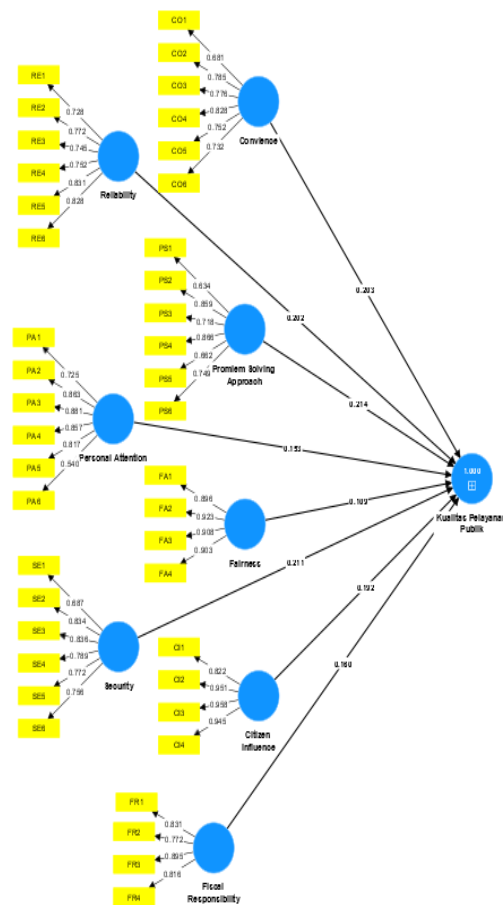 CO1
CO2
CO3
CO4
CO5
CO6
0.681
0.785
0.776
0.828
0.752
0.732
Convience
RE1
RE2
RE3
RE4
RE5
RE6
0.728
0.772
0.745
0.752
0.831
0.828
Reliability
PS1
PS2
PS3
PS4
PS5
PS6
0.634
0.859
0.718
0.866
0.662
0.749
Promlem Solving
Approach
PA1
PA2
PA3
PA4
PA5
PA6
0.725
0.863
0.881
0.857
0.817
0.540
Personal Attention
FA1
FA2
FA3
FA4
0.896
0.923
0.908
0.903
Fairness
SE1
SE2
SE3
SE4
SE5
SE6
0.687
0.834
0.836
0.789
0.772
0.756
Security
CI1
CI2
CI3
CI4
0.822
0.951
0.958
0.945
Citizen
Influence
FR1
FR2
FR3
FR4
0.831
0.772
0.895
0.816
Fiscal
Responsibility
0.203
0.202
0.214
0.153
0.109
0.211
0.192
0.160
1.000
Kualitas Pelayanan
Publik